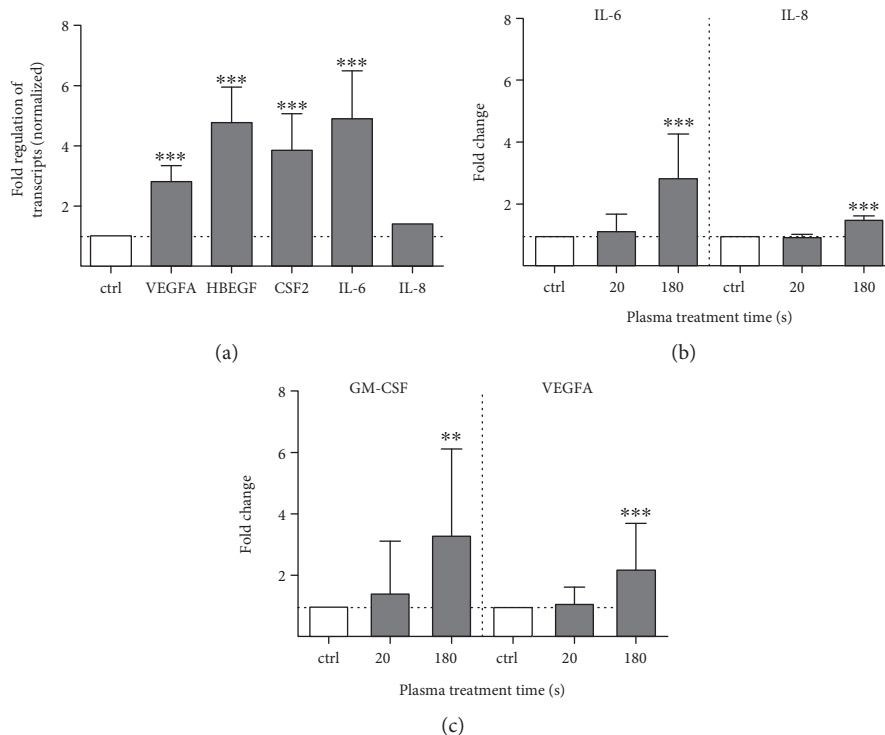 Fold regulation of
transcripts (normalized)
8
6
4
2
***
***
***
***
ctrl VEGFA HBEGF CSF2 IL-6 IL-8
(a)
IL-6 IL-8
Fold change
8
6
4
2
***
***
ctrl 20 180 ctrl 20 180
Plasma treatment time (s)
(b)
GM-CSF VEGFA
Fold change
8
6
4
2
**
***
ctrl 20 180 ctrl 20 180
Plasma treatment time (s)
(c)